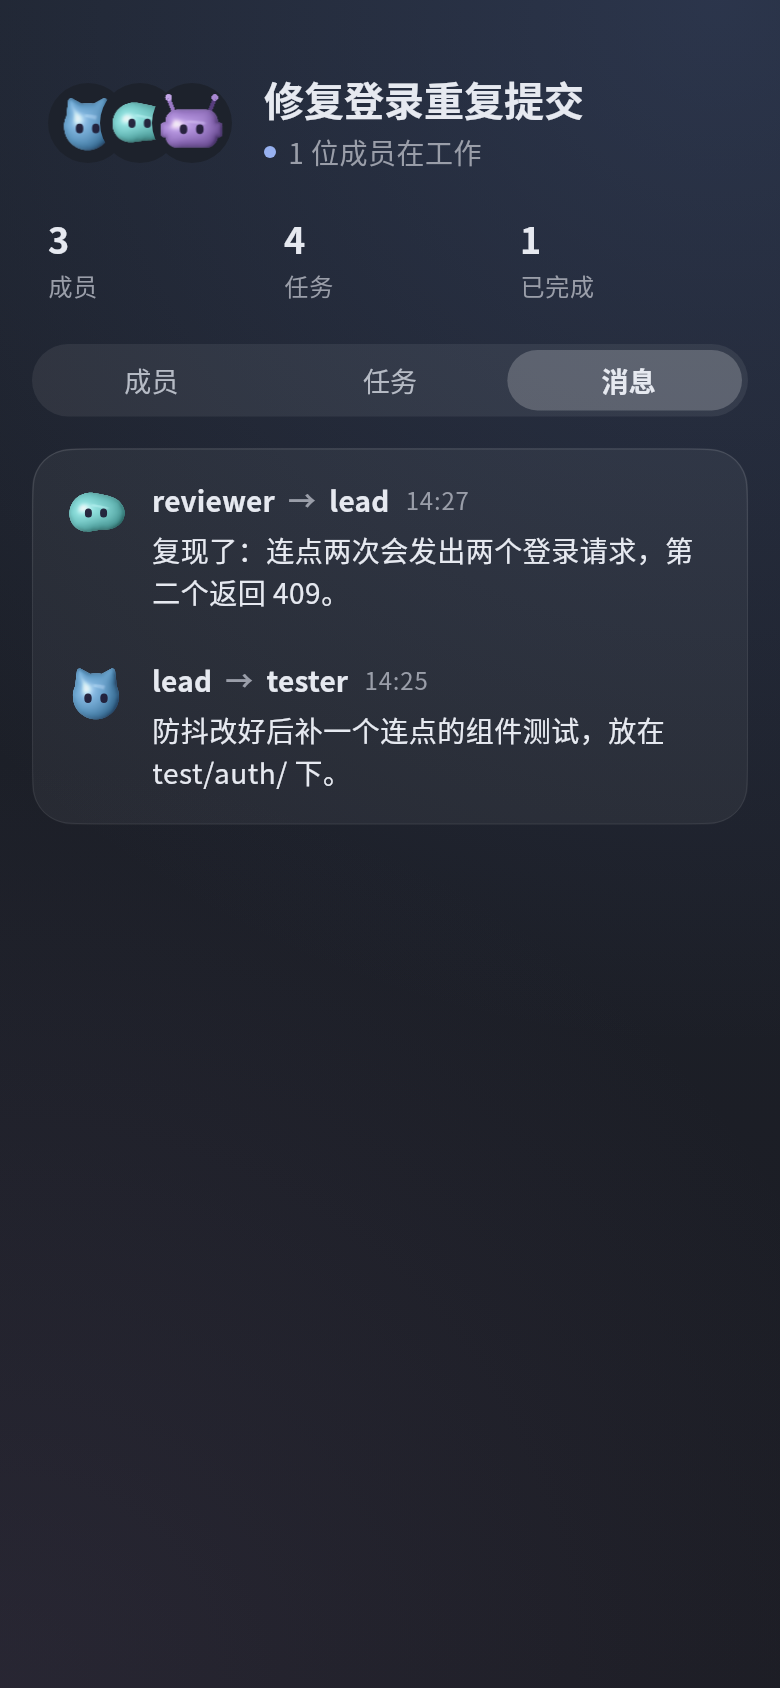 修复登录重复提交
1 位成员在工作
3 4 1
成员 任务 已完成
成员 任务 消息
reviewer → lead 14:27
复现了：连点两次会发出两个登录请求，第
二个返回 409。
lead → tester 14:25
防抖改好后补一个连点的组件测试，放在
test/auth/ 下。